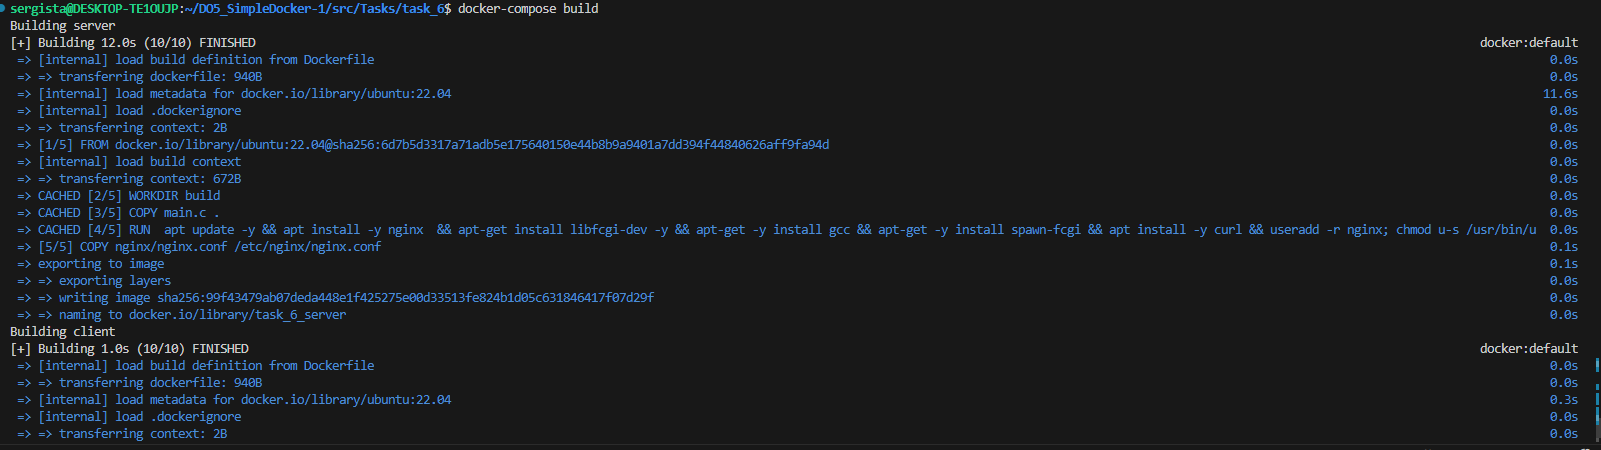 sergista@DESKTOP-TE1OUJP:~/DO5_SimpleDocker-1/src/Tasks/task_6$ docker-compose build
Building server
[+] Building 12.0s (10/10) FINISHED docker:default
=> [internal] load build definition from Dockerfile 0.0s
=> => transferring dockerfile: 940B 0.0s
=> [internal] load metadata for docker.io/library/ubuntu:22.04 11.6s
=> [internal] load .dockerignore 0.0s
=> => transferring context: 2B 0.0s
=> [1/5] FROM docker.io/library/ubuntu:22.04@sha256:6d7b5d3317a71adb5e175640150e44b8b9a9401a7dd394f44840626aff9fa94d 0.0s
=> [internal] load build context 0.0s
=> => transferring context: 672B 0.0s
=> CACHED [2/5] WORKDIR build 0.0s
=> CACHED [3/5] COPY main.c . 0.0s
=> CACHED [4/5] RUN  apt update -y && apt install -y nginx  && apt-get install libfcgi-dev -y && apt-get -y install gcc && apt-get -y install spawn-fcgi && apt install -y curl && useradd -r nginx; chmod u-s /usr/bin/u 0.0s
=> [5/5] COPY nginx/nginx.conf /etc/nginx/nginx.conf 0.1s
=> exporting to image 0.1s
=> => exporting layers 0.0s
=> => writing image sha256:99f43479ab07deda448e1f425275e00d33513fe824b1d05c631846417f07d29f 0.0s
=> => naming to docker.io/library/task_6_server 0.0s
Building client
[+] Building 1.0s (10/10) FINISHED docker:default
=> [internal] load build definition from Dockerfile 0.0s
=> => transferring dockerfile: 940B 0.0s
=> [internal] load metadata for docker.io/library/ubuntu:22.04 0.3s
=> [internal] load .dockerignore 0.0s
=> => transferring context: 2B 0.0s